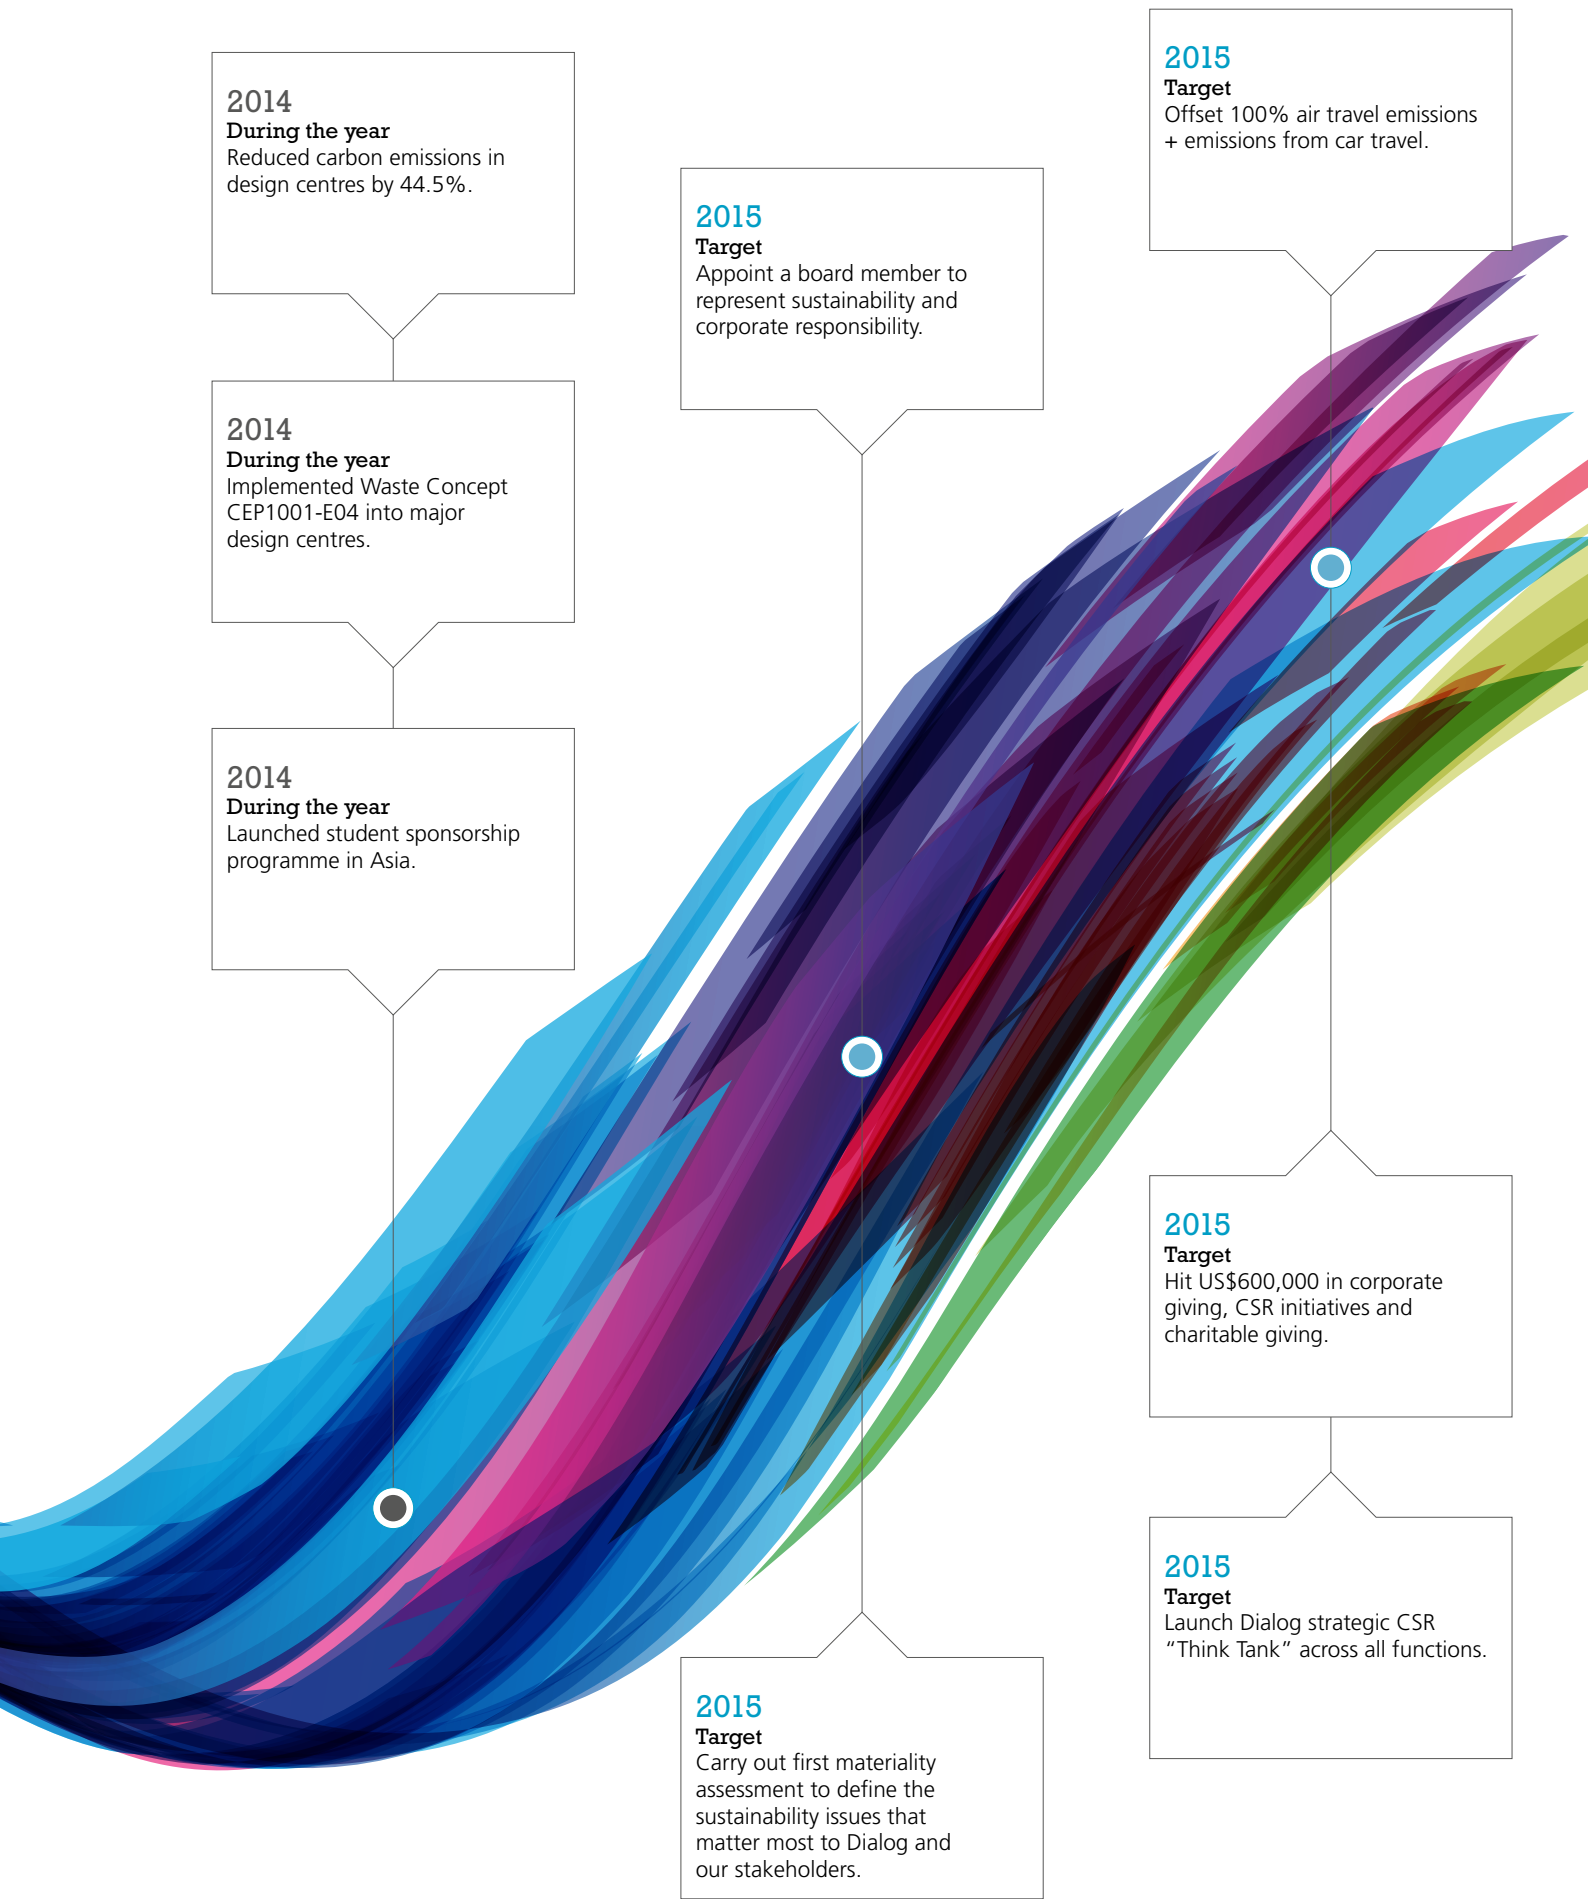 2014
During the year
Reduced carbon emissions in
design centres by 44.5%.
2014
During the year
Implemented Waste Concept
CEP1001-E04 into major
design centres.
2014
During the year
Launched student sponsorship
programme in Asia.
2015
Target
Appoint a board member to
represent sustainability and
corporate responsibility.
2015
Target
Carry out first materiality
assessment to define the
sustainability issues that
matter most to Dialog and
our stakeholders.
2015
Target
Offset 100% air travel emissions
+ emissions from car travel.
2015
Target
Hit US$600,000 in corporate
giving, CSR initiatives and
charitable giving.
2015
Target
Launch Dialog strategic CSR
“Think Tank” across all functions.